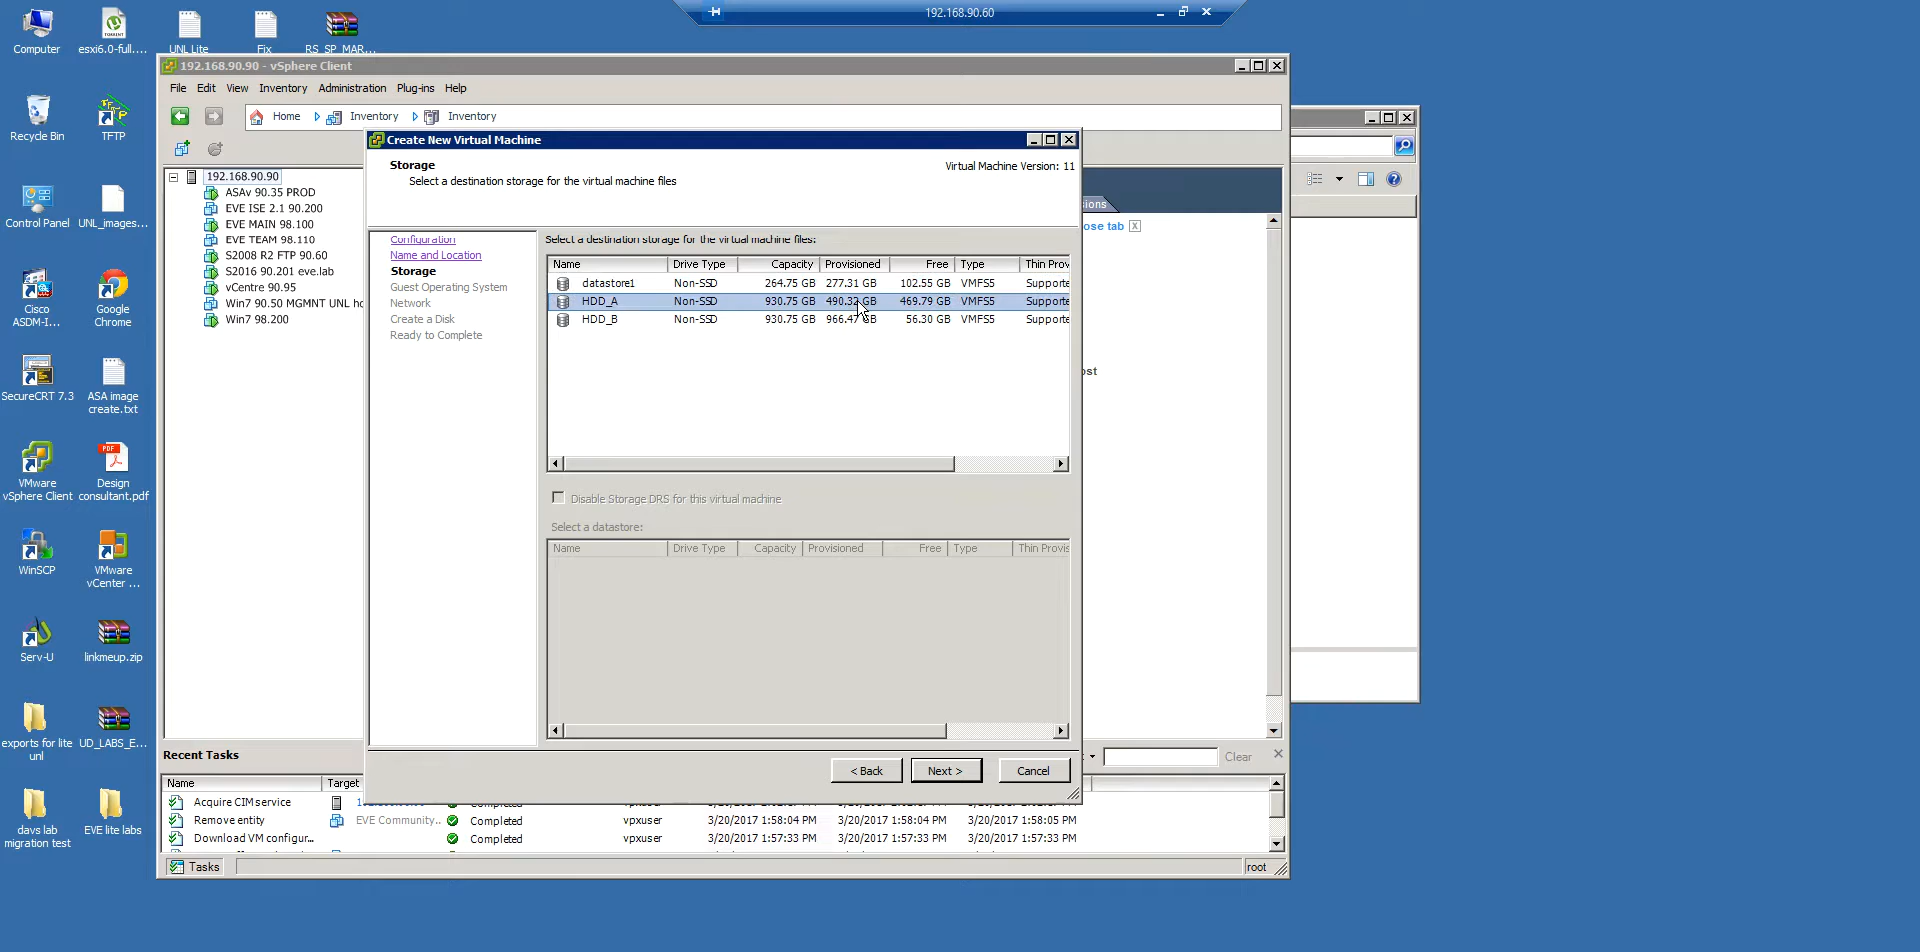 192.168.90.60
Computer
esxi6.0-full....
UNL Lite
Fix
RS_SP_MAR...
Recycle Bin
TFTP
Control Panel
UNL_images...
Cisco
ASDM-I...
Google
Chrome
SecureCRT 7.3
ASA image
create.txt
VMware
vSphere Client
Design
consultant.pdf
WinSCP
VMware
vCenter ...
Serv-U
linkmeup.zip
exports for lite
unl
UD_LABS_E...
davs lab
migration test
EVE lite labs
192.168.90.90 - vSphere Client
File Edit View Inventory Administration Plug-ins Help
Home Inventory Inventory
192.168.90.90
ASAv 90.35 PROD
EVE ISE 2.1 90.200
EVE MAIN 98.100
EVE TEAM 98.110
S2008 R2 FTP 90.60
S2016 90.201 eve.lab
vCentre 90.95
Win7 90.50 MGMNT UNL ho
Win7 98.200
Create New Virtual Machine
Storage
Select a destination storage for the virtual machine files
Virtual Machine Version: 11
Configuration
Name and Location
Storage
Guest Operating System
Network
Create a Disk
Ready to Complete
Select a destination storage for the virtual machine files:
Name Drive Type Capacity Provisioned Free Type Thin Prov
datastore1 Non-SSD 264.75 GB 277.31 GB 102.55 GB VMFS5 Supporte
HDD_A Non-SSD 930.75 GB 490.32 GB 469.79 GB VMFS5 Supporte
HDD_B Non-SSD 930.75 GB 966.47 GB 56.30 GB VMFS5 Supporte
Disable Storage DRS for this virtual machine
Select a datastore:
Name Drive Type Capacity Provisioned Free Type Thin Provis
< Back Next > Cancel
ions
ose tab
ost
Recent Tasks
Clear
Name Target
Acquire CIM service
Remove entity EVE Community.. Completed vpxuser 3/20/2017 1:58:04 PM 3/20/2017 1:58:04 PM 3/20/2017 1:58:05 PM
Download VM configur... Completed vpxuser 3/20/2017 1:57:33 PM 3/20/2017 1:57:33 PM 3/20/2017 1:57:33 PM
Tasks
root